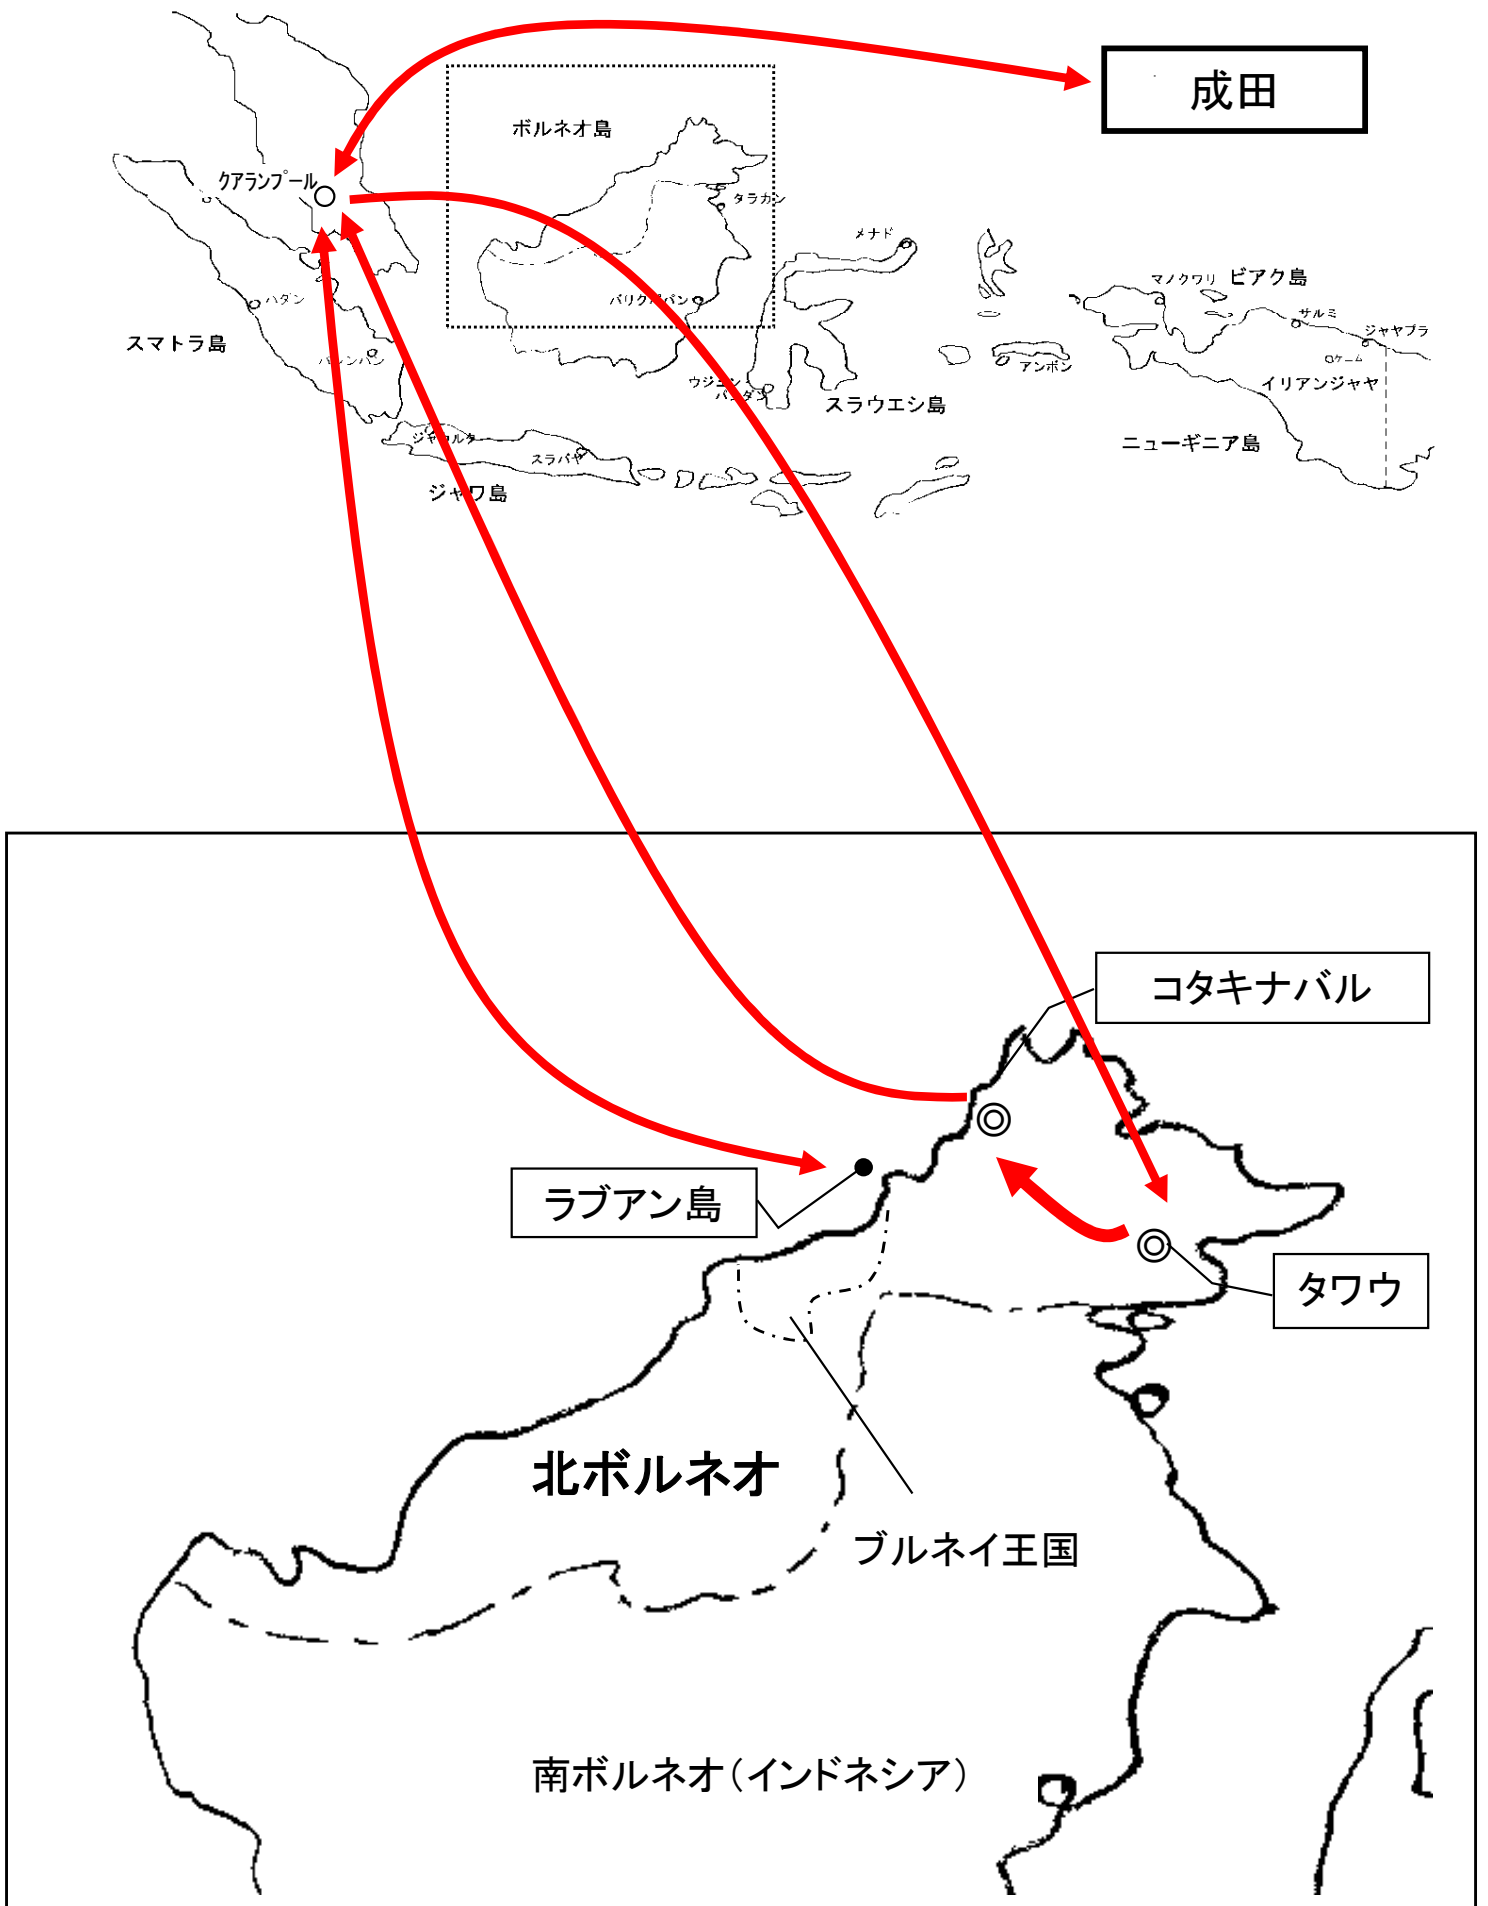 成田
ボルネオ島
クアランプール
タラカン
メナド
マノクワリ
ビアク島
バリクパパン
サルミ
ジャヤプラ
スマトラ島
アンボン
イリアンジャヤ
スラウエシ島
ニューギニア島
ジャカルタ
スラバヤ
ジャワ島
コタキナバル
ラブアン島
タワウ
北ボルネオ
ブルネイ王国
南ボルネオ(インドネシア)